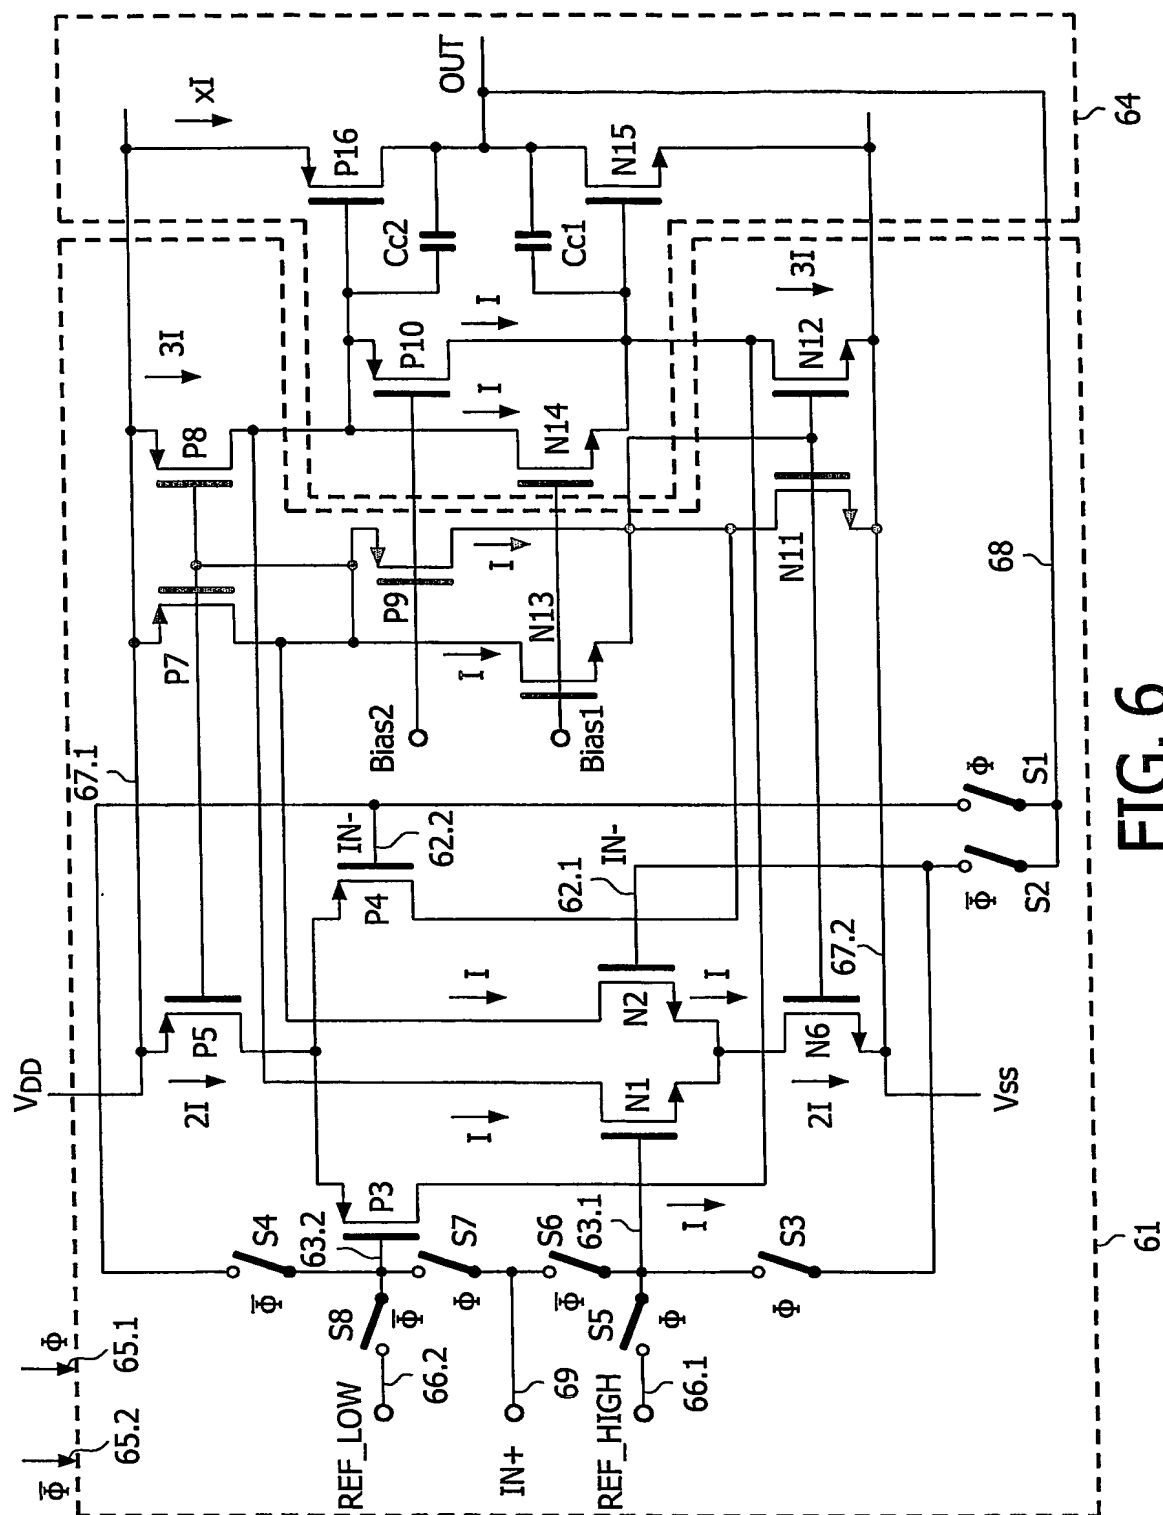 Φ
65.1
Φ̅
65.2
VDD
67.1
2I
P5
P7
P8
3I
xI
P16
OUT
64
S4
Φ̅
63.2
P3
P4
IN-
62.2
Bias2
P9
I
P10
I
Cc2
Cc1
N15
S8
Φ̅
S7
Φ
REF_LOW
66.2
IN+
69
S6
Φ̅
63.1
I
N1
I
N2
I
62.1
IN-
Bias1
I
N13
N14
I
REF_HIGH
66.1
S5
Φ
I
S3
Φ
2I
N6
67.2
N11
N12
3I
Vss
Φ̅
S2
Φ
S1
68
61
FIG. 6